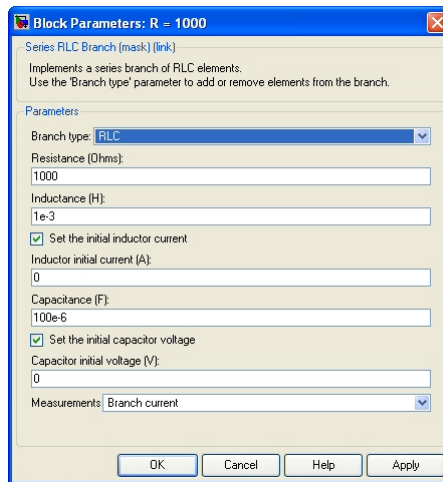 Block Parameters: R = 1000
Series RLC Branch (mask) (link)
Implements a series branch of RLC elements.
Use the 'Branch type' parameter to add or remove elements from the branch.
Parameters
Branch type: RLC
Resistance (Ohms):
1000
Inductance (H):
1e-3
Set the initial inductor current
Inductor initial current (A):
0
Capacitance (F):
100e-6
Set the initial capacitor voltage
Capacitor initial voltage (V):
0
Measurements Branch current
OK Cancel Help Apply